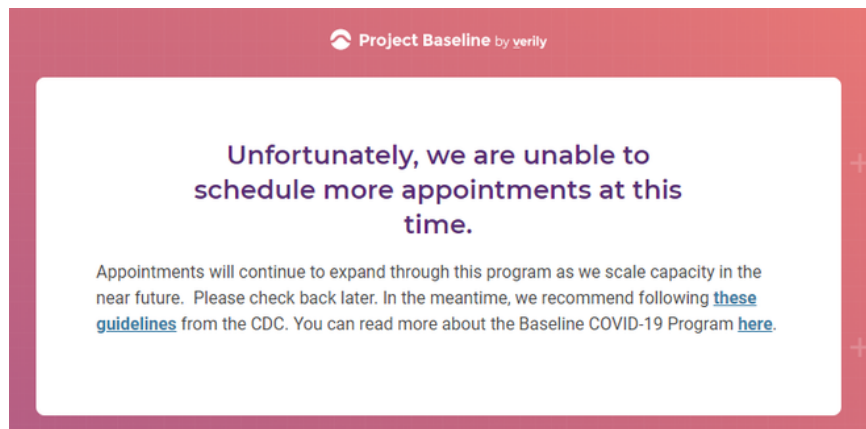 Project Baseline by verily
Unfortunately, we are unable to
schedule more appointments at this
time.
Appointments will continue to expand through this program as we scale capacity in the
near future.  Please check back later. In the meantime, we recommend following these
guidelines from the CDC. You can read more about the Baseline COVID-19 Program here.